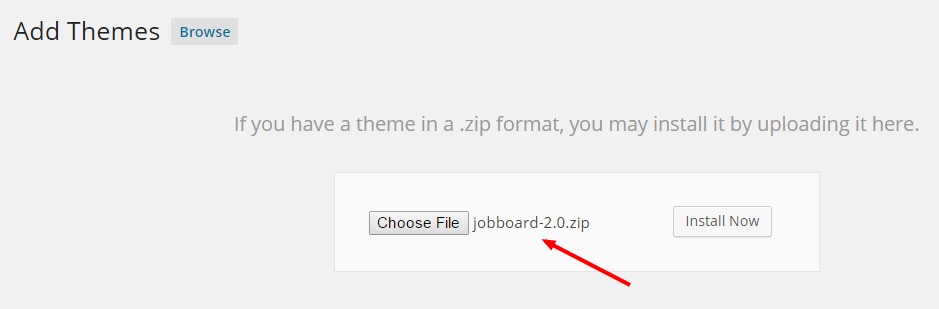 Add Themes Browse
If you have a theme in a .zip format, you may install it by uploading it here.
Choose File jobboard-2.0.zip Install Now